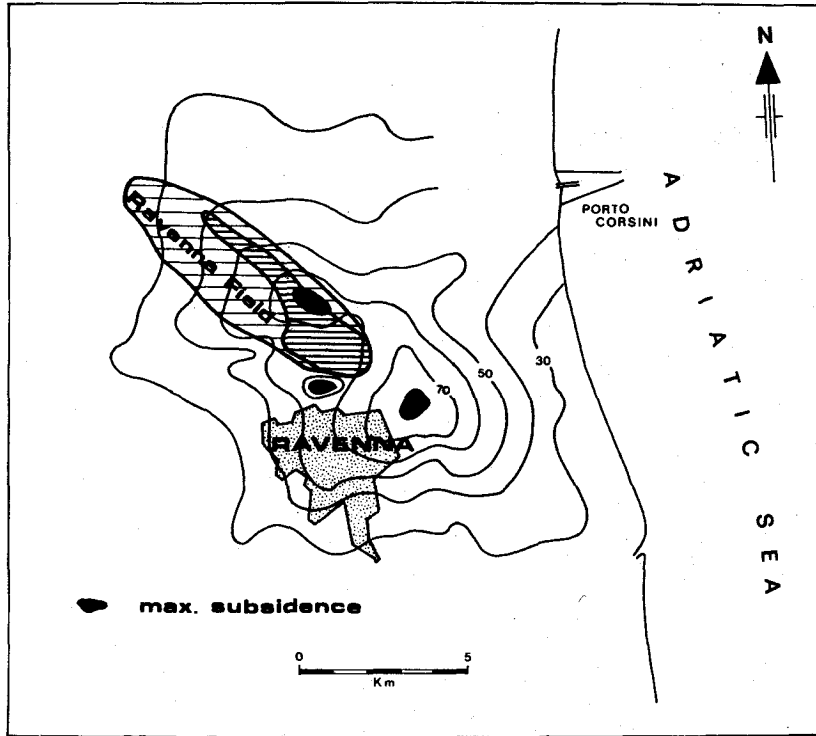 N
ADRIATIC SEA
PORTO
CORSINI
Ravenna Field
30
50
70
RAVENNA
max. subsidence
0 5
Km